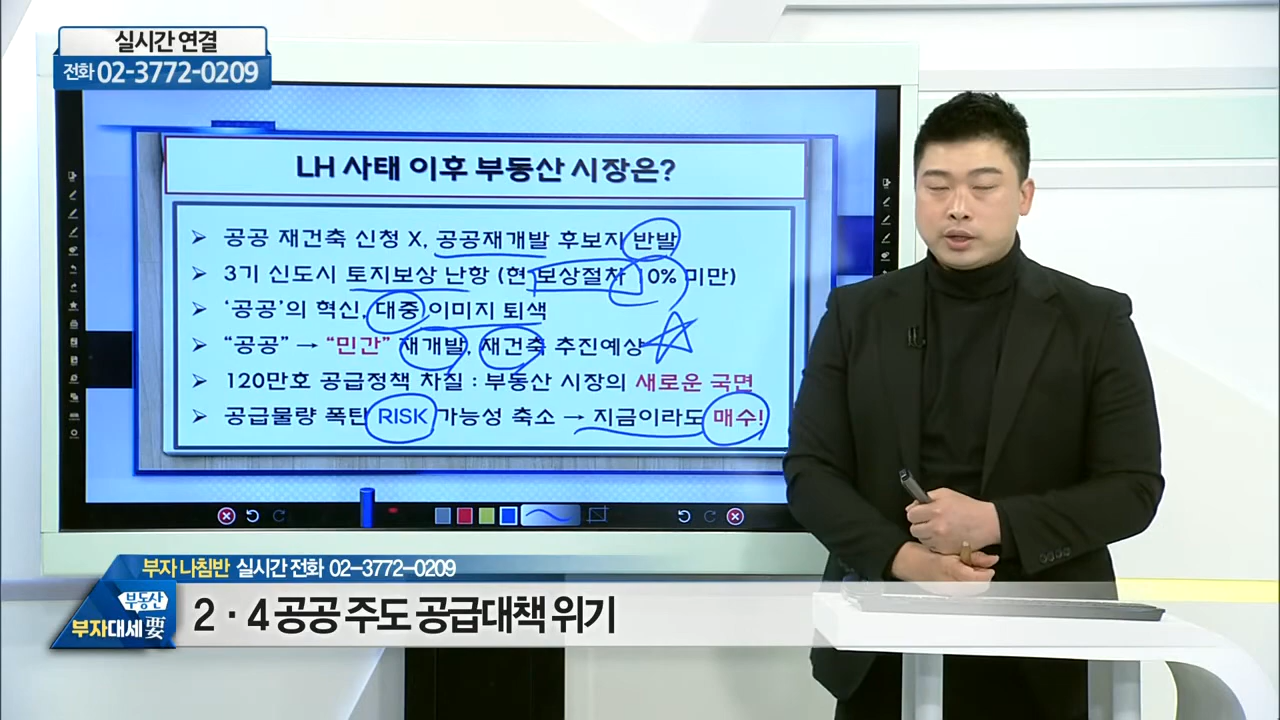 실시간 연결
전화 02-3772-0209
LH 사태 이후 부동산 시장은?
➢ 공공 재건축 신청 X, 공공재개발 후보지 반발
➢ 3기 신도시 토지보상 난항 (현 보상절차 10% 미만)
➢ ‘공공’의 혁신, 대중 이미지 퇴색
➢ “공공” → “민간” 재개발, 재건축 추진예상
➢ 120만호 공급정책 차질 : 부동산 시장의 새로운 국면
➢ 공급물량 폭탄 RISK 가능성 축소 → 지금이라도 매수!
부자 나침반 실시간 전화 02-3772-0209
부동산
부자대세
2·4 공공 주도 공급대책 위기